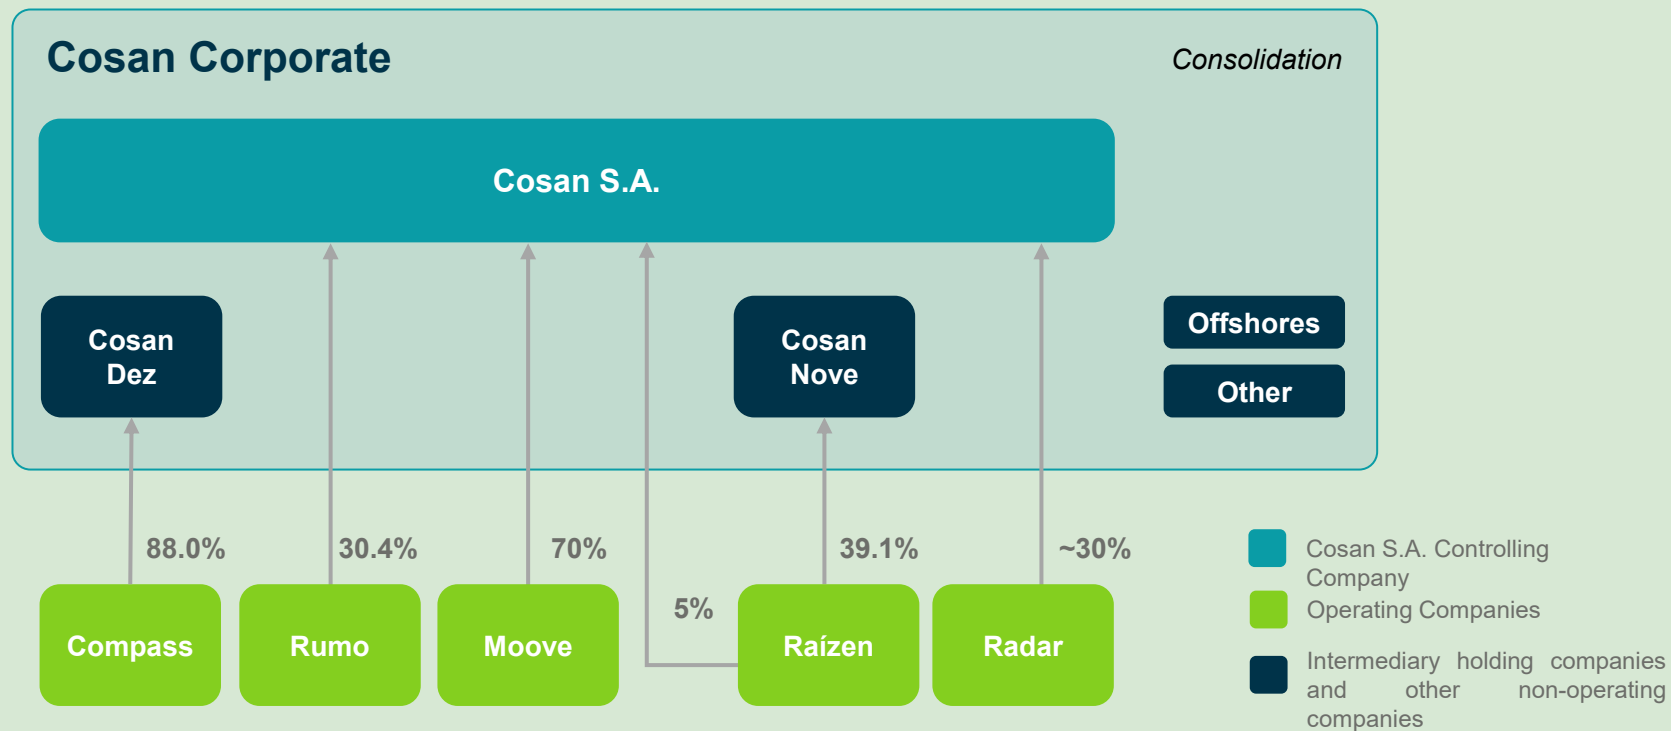 Cosan Corporate
Consolidation
Cosan S.A.
Cosan
Dez
Cosan
Nove
Offshores
Other
88.0%
30.4%
70%
39.1%
~30%
5%
Compass
Rumo
Moove
Raízen
Radar
Cosan S.A. Controlling
Company
Operating Companies
Intermediary holding companies
and other non-operating
companies